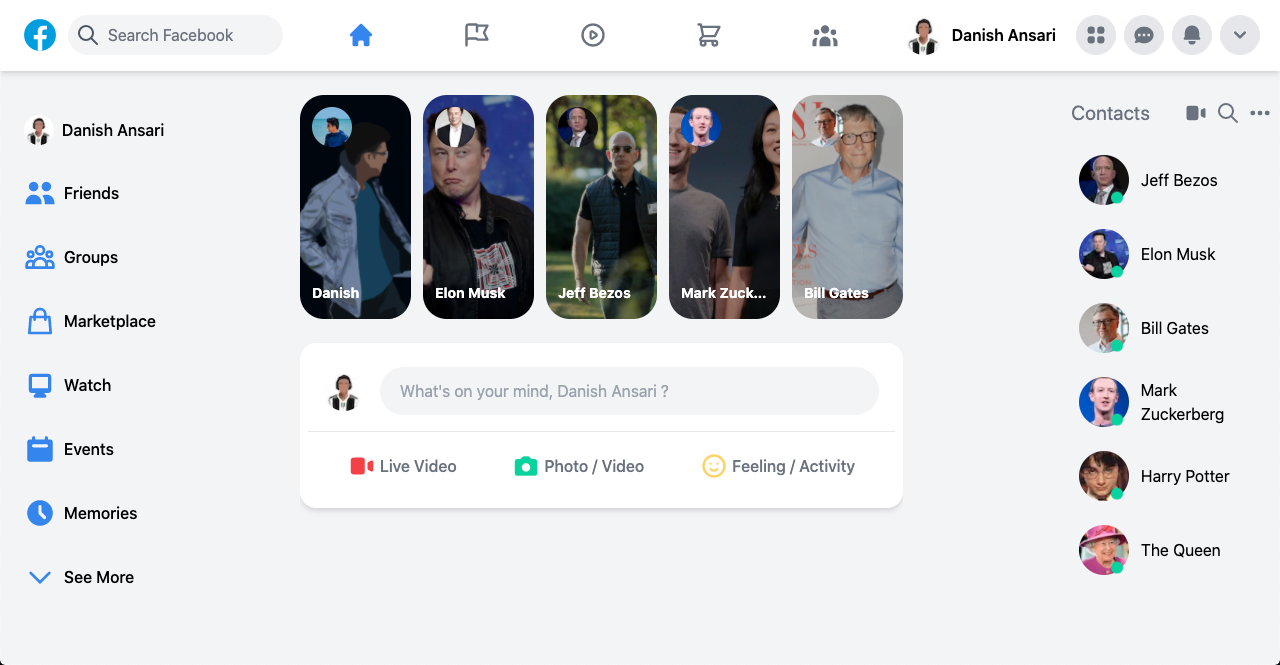 Search Facebook
Danish Ansari
Danish Ansari
Friends
Groups
Marketplace
Watch
Events
Memories
See More
Danish
Elon Musk
Jeff Bezos
Mark Zuck...
Bill Gates
What's on your mind, Danish Ansari ?
Live Video
Photo / Video
Feeling / Activity
Contacts
Jeff Bezos
Elon Musk
Bill Gates
Mark
Zuckerberg
Harry Potter
The Queen